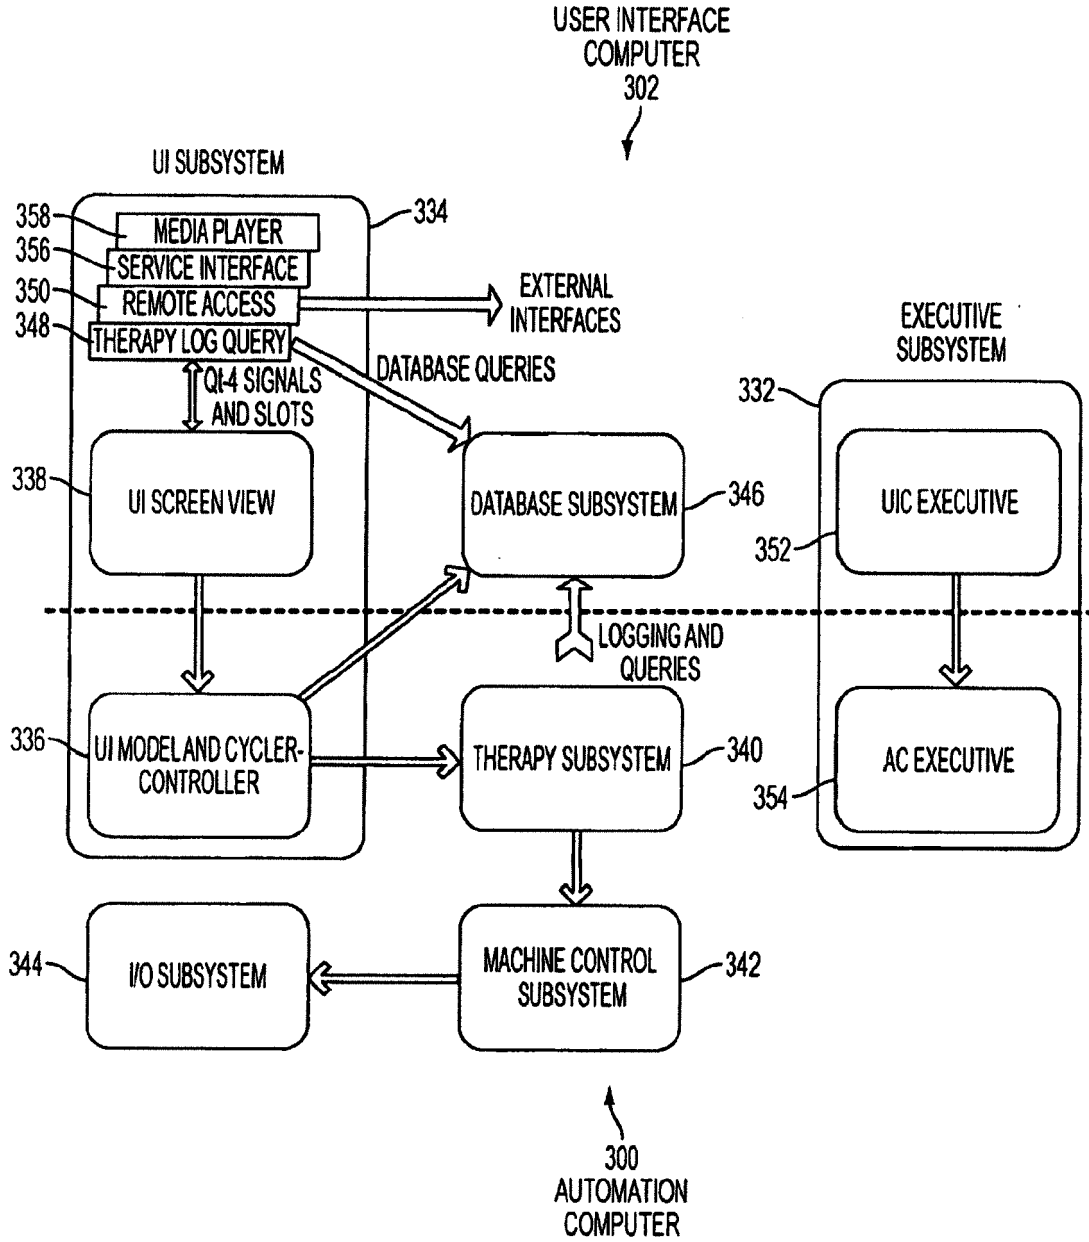 USER INTERFACE
COMPUTER
302
UI SUBSYSTEM
358
MEDIA PLAYER
334
356
SERVICE INTERFACE
350
REMOTE ACCESS
EXTERNAL
INTERFACES
348
THERAPY LOG QUERY
DATABASE QUERIES
Qt-4 SIGNALS
AND SLOTS
EXECUTIVE
SUBSYSTEM
332
338
UI SCREEN VIEW
DATABASE SUBSYSTEM
346
UIC EXECUTIVE
352
LOGGING AND
QUERIES
336
UI MODEL AND CYCLER-
CONTROLLER
THERAPY SUBSYSTEM
340
AC EXECUTIVE
354
344
I/O SUBSYSTEM
MACHINE CONTROL
SUBSYSTEM
342
300
AUTOMATION
COMPUTER